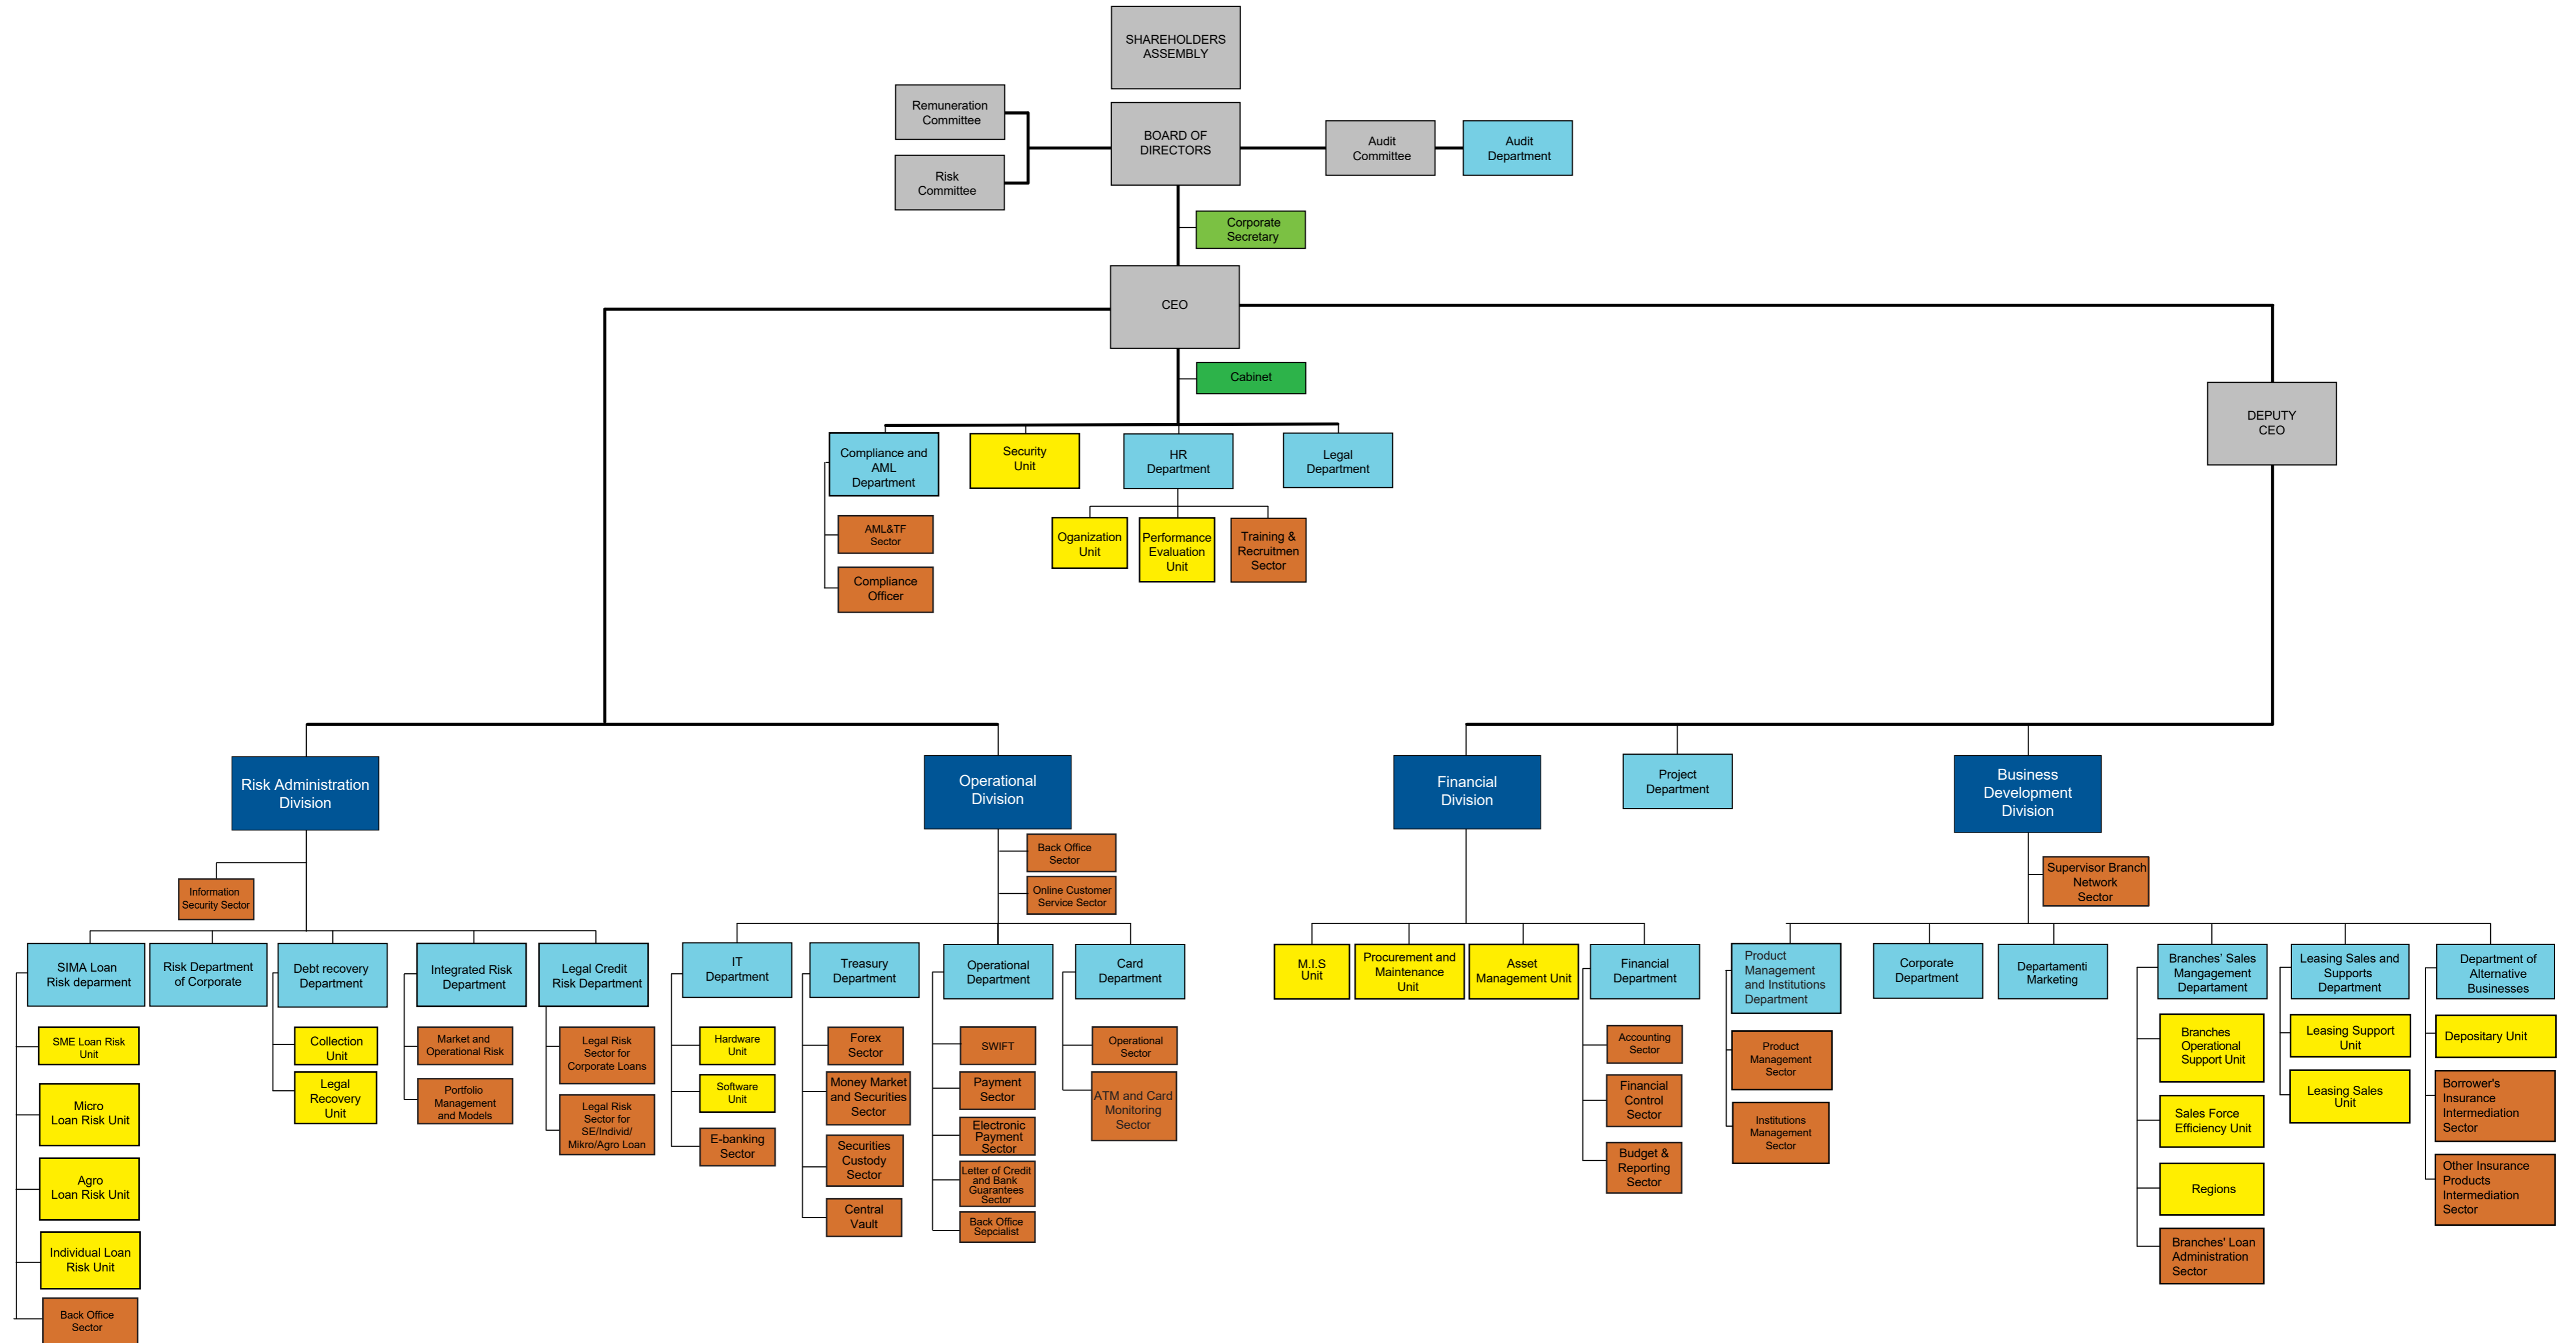 SHAREHOLDERS
ASSEMBLY
Remuneration
Committee
BOARD OF
DIRECTORS
Audit
Committee
Audit
Department
Risk
Committee
Corporate
Secretary
CEO
Cabinet
DEPUTY
CEO
Compliance and
AML
Department
Security
Unit
HR
Department
Legal
Department
AML&TF
Sector
Compliance
Officer
Oganization
Unit
Performance
Evaluation
Unit
Training &
Recruitmen
Sector
Risk Administration
Division
Operational
Division
Financial
Division
Project
Department
Business
Development
Division
Information
Security Sector
Back Office
Sector
Online Customer
Service Sector
Supervisor Branch
Network
Sector
SIMA Loan
Risk deparment
Risk Department
of Corporate
Debt recovery
Department
Integrated Risk
Department
Legal Credit
Risk Department
IT
Department
Treasury
Department
Operational
Department
Card
Department
M.I.S
Unit
Procurement and
Maintenance
Unit
Asset
Management Unit
Financial
Department
Product
Management
and Institutions
Department
Corporate
Department
Departamenti
Marketing
Branches’ Sales
Mangagement
Departament
Leasing Sales and
Supports
Department
Department of
Alternative
Businesses
SME Loan Risk
Unit
Micro
Loan Risk Unit
Agro
Loan Risk Unit
Individual Loan
Risk Unit
Back Office
Sector
Collection
Unit
Legal
Recovery
Unit
Market and
Operational Risk
Portfolio
Management
and Models
Legal Risk
Sector for
Corporate Loans
Legal Risk
Sector for
SE/Individ/
Mikro/Agro Loan
Hardware
Unit
Software
Unit
E-banking
Sector
Forex
Sector
Money Market
and Securities
Sector
Securities
Custody
Sector
Central
Vault
SWIFT
Payment
Sector
Electronic
Payment
Sector
Letter of Credit
and Bank
Guarantees
Sector
Back Office
Sepcialist
Operational
Sector
ATM and Card
Monitoring
Sector
Accounting
Sector
Financial
Control
Sector
Budget &
Reporting
Sector
Product
Management
Sector
Institutions
Management
Sector
Branches
Operational
Support Unit
Sales Force
Efficiency Unit
Regions
Branches' Loan
Administration
Sector
Leasing Support
Unit
Leasing Sales
Unit
Depositary Unit
Borrower's
Insurance
Intermediation
Sector
Other Insurance
Products
Intermediation
Sector